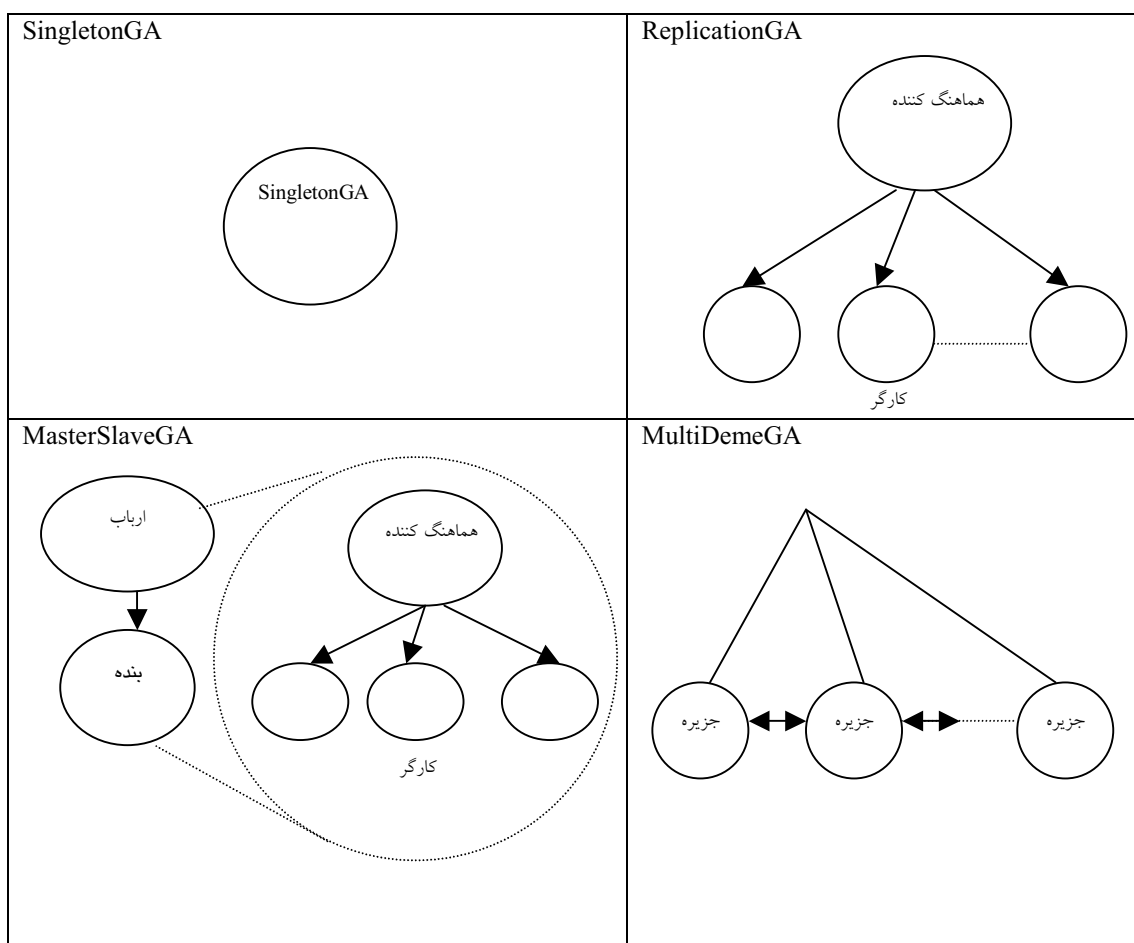 SingletonGA
SingletonGA
ReplicationGA
هماهنگ کننده
کارگر
MasterSlaveGA
ارباب
بنده
هماهنگ کننده
کارگر
MultiDemeGA
جزیره
جزیره
جزیره